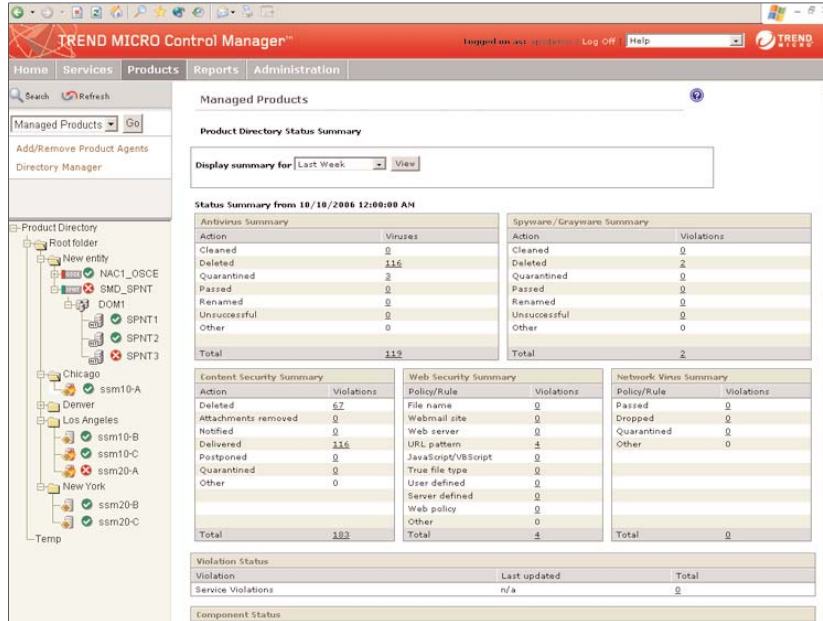 TREND MICRO Control Manager™
Logged on as: Log Off | Help
TREND MICRO
Home Services Products Reports Administration
Search Refresh
Managed Products Go
Add/Remove Product Agents
Directory Manager
Product Directory
Root folder
New entity
NAC1_OSCE
SMD_SPNT
DOM1
SPNT1
SPNT2
SPNT3
Chicago
ssm10-A
Denver
Los Angeles
ssm10-B
ssm10-C
ssm20-A
New York
ssm20-B
ssm20-C
Temp
Managed Products
Product Directory Status Summary
Display summary for Last Week View
Status Summary from 10/10/2006 12:00:00 AM
Antivirus Summary
Action Viruses
Cleaned 0
Deleted 116
Quarantined 3
Passed 0
Renamed 0
Unsuccessful 0
Other 0
Total 119
Spyware/Grayware Summary
Action Violations
Cleaned 0
Deleted 2
Quarantined 0
Passed 0
Renamed 0
Unsuccessful 0
Other 0
Total 2
Content Security Summary
Action Violations
Deleted 67
Attachments removed 0
Notified 0
Delivered 116
Postponed 0
Quarantined 0
Other 0
Total 183
Web Security Summary
Policy/Rule Violations
File name 0
Webmail site 0
Web server 0
URL pattern 4
JavaScript/VBScript 0
True file type 0
User defined 0
Server defined 0
Web policy 0
Other 0
Total 4
Network Virus Summary
Policy/Rule Violations
Passed 0
Dropped 0
Quarantined 0
Other 0
Total 0
Violation Status
Violation Last updated Total
Service Violations n/a 0
Component Status